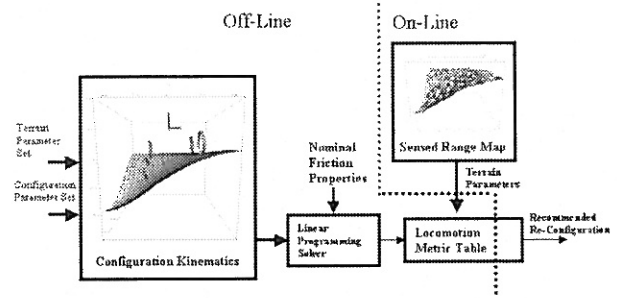 Off-Line
On-Line
Terrain
Parameter
Set
Configuration
Parameter Set
Configuration Kinematics
Nominal
Friction
Properties
Linear
Programming
Solver
Sensed Range Map
Terrain
Parameters
Locomotion
Metric Table
Recommended
Re-Configuration